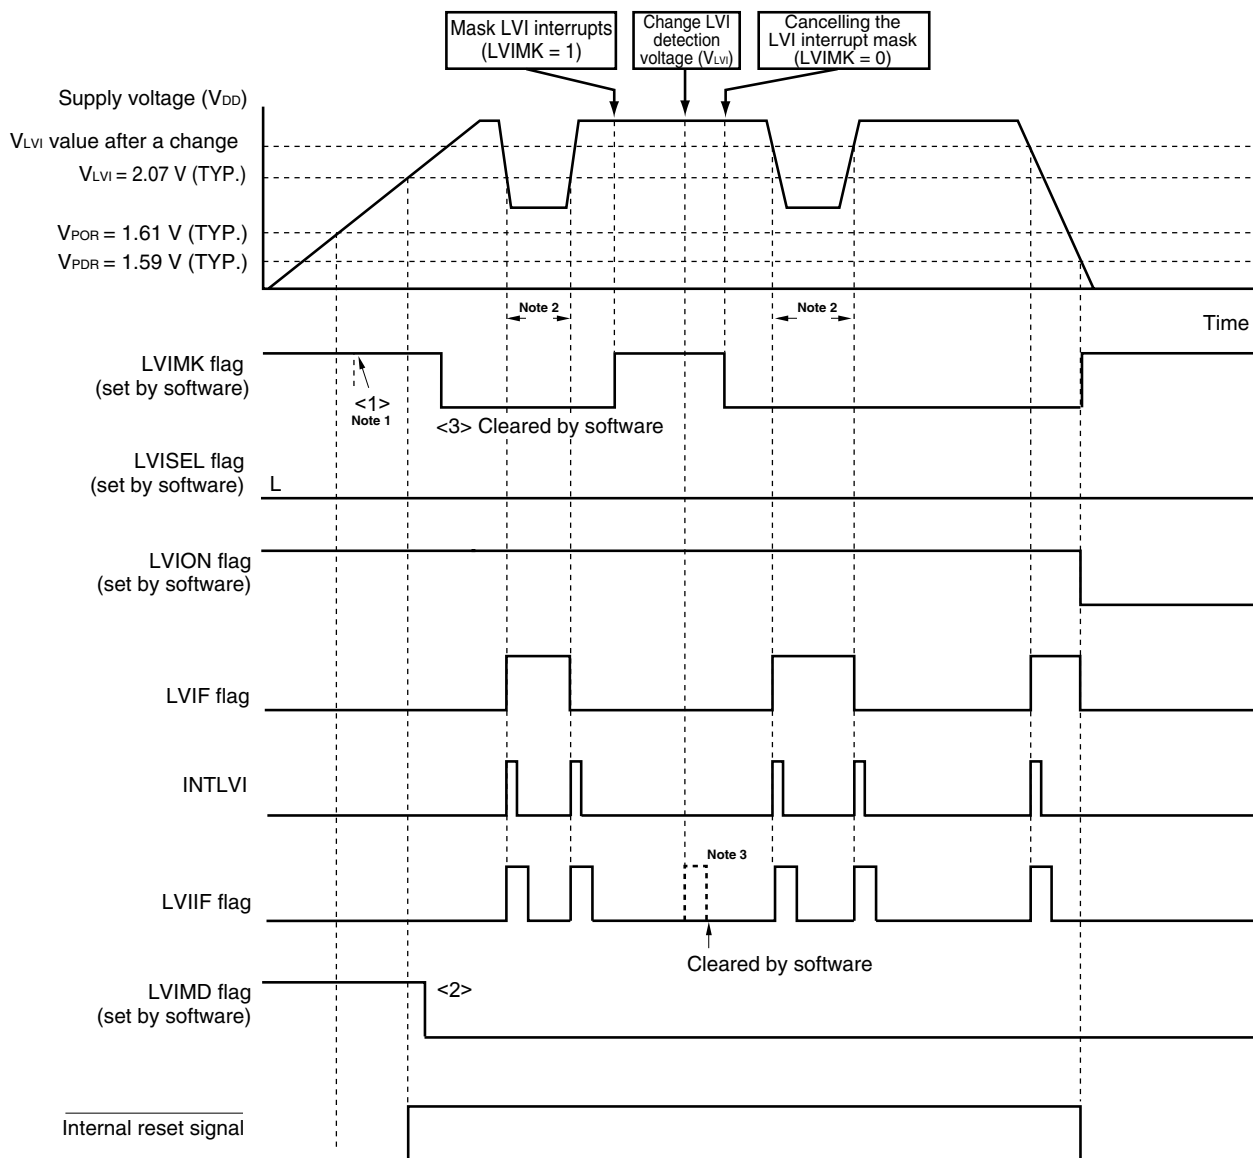 Mask LVI interrupts
(LVIMK = 1)
Change LVI
detection
voltage (VLVI)
Cancelling the
LVI interrupt mask
(LVIMK = 0)
Supply voltage (VDD)
VLVI value after a change
VLVI = 2.07 V (TYP.)
VPOR = 1.61 V (TYP.)
VPDR = 1.59 V (TYP.)
Note 2
Note 2
Time
LVIMK flag
(set by software)
<1>
Note 1
<3> Cleared by software
LVISEL flag
(set by software)
L
LVION flag
(set by software)
LVIF flag
INTLVI
Note 3
LVIIF flag
Cleared by software
LVIMD flag
(set by software)
<2>
Internal reset signal